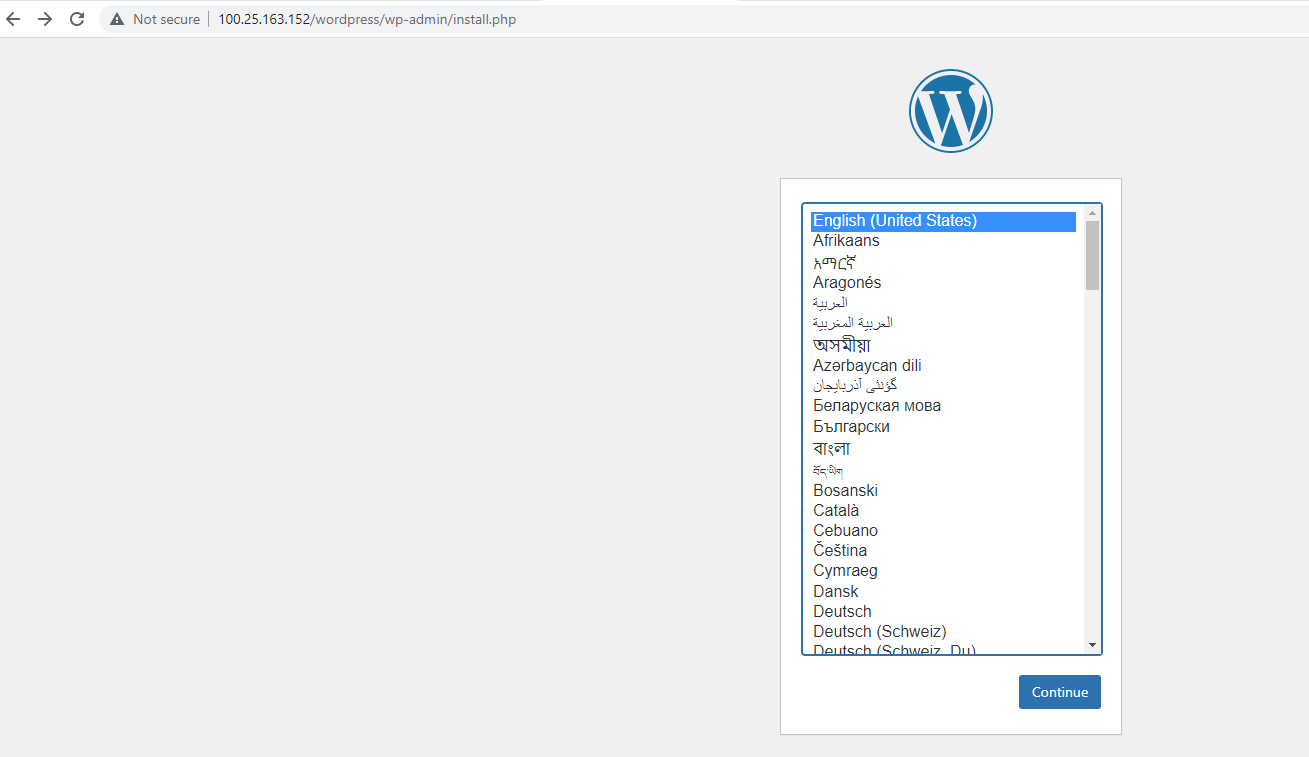 Not secure | 100.25.163.152/wordpress/wp-admin/install.php
W
English (United States)
Afrikaans
አማርኛ
Aragonés
العربية
العربية المغربية
অসমীয়া
Azərbaycan dili
گؤنئی آذربایجان
Беларуская мова
Български
বাংলা
བོད་ཡིག
Bosanski
Català
Cebuano
Čeština
Cymraeg
Dansk
Deutsch
Deutsch (Schweiz)
Deutsch (Schweiz, Du)
Continue